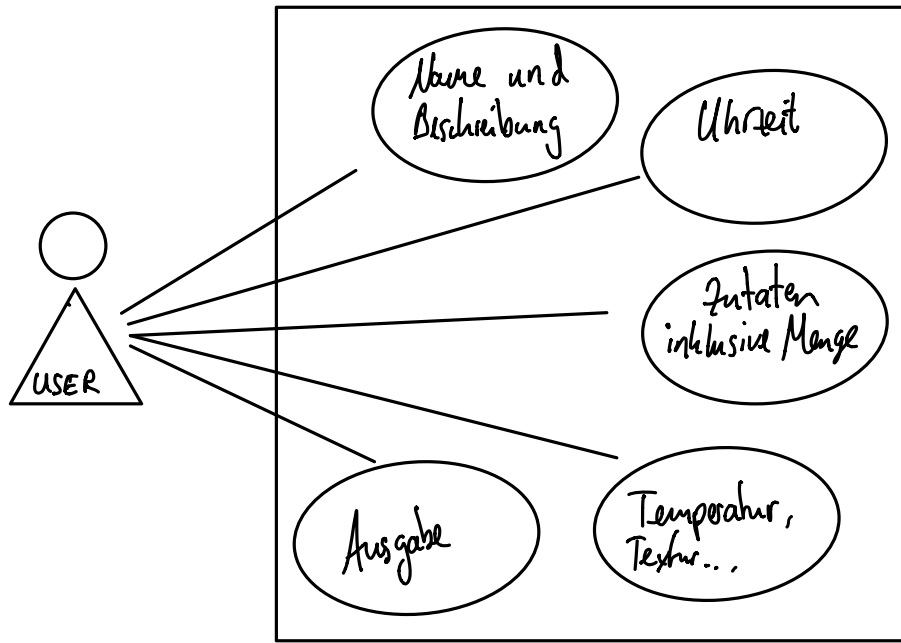 Name und
Beschreibung
Uhrzeit
Zutaten
inklusive Menge
USER
Ausgabe
Temperatur,
Textur...,